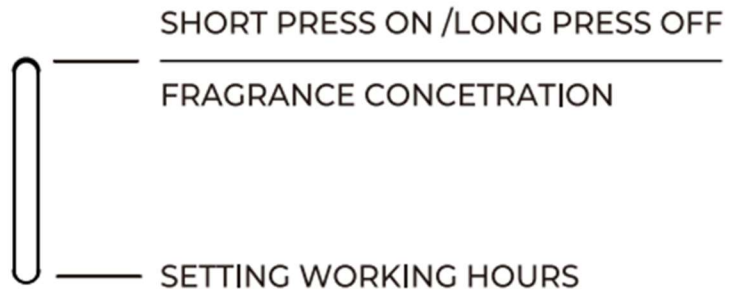 SHORT PRESS ON /LONG PRESS OFF
FRAGRANCE CONCETRATION
SETTING WORKING HOURS